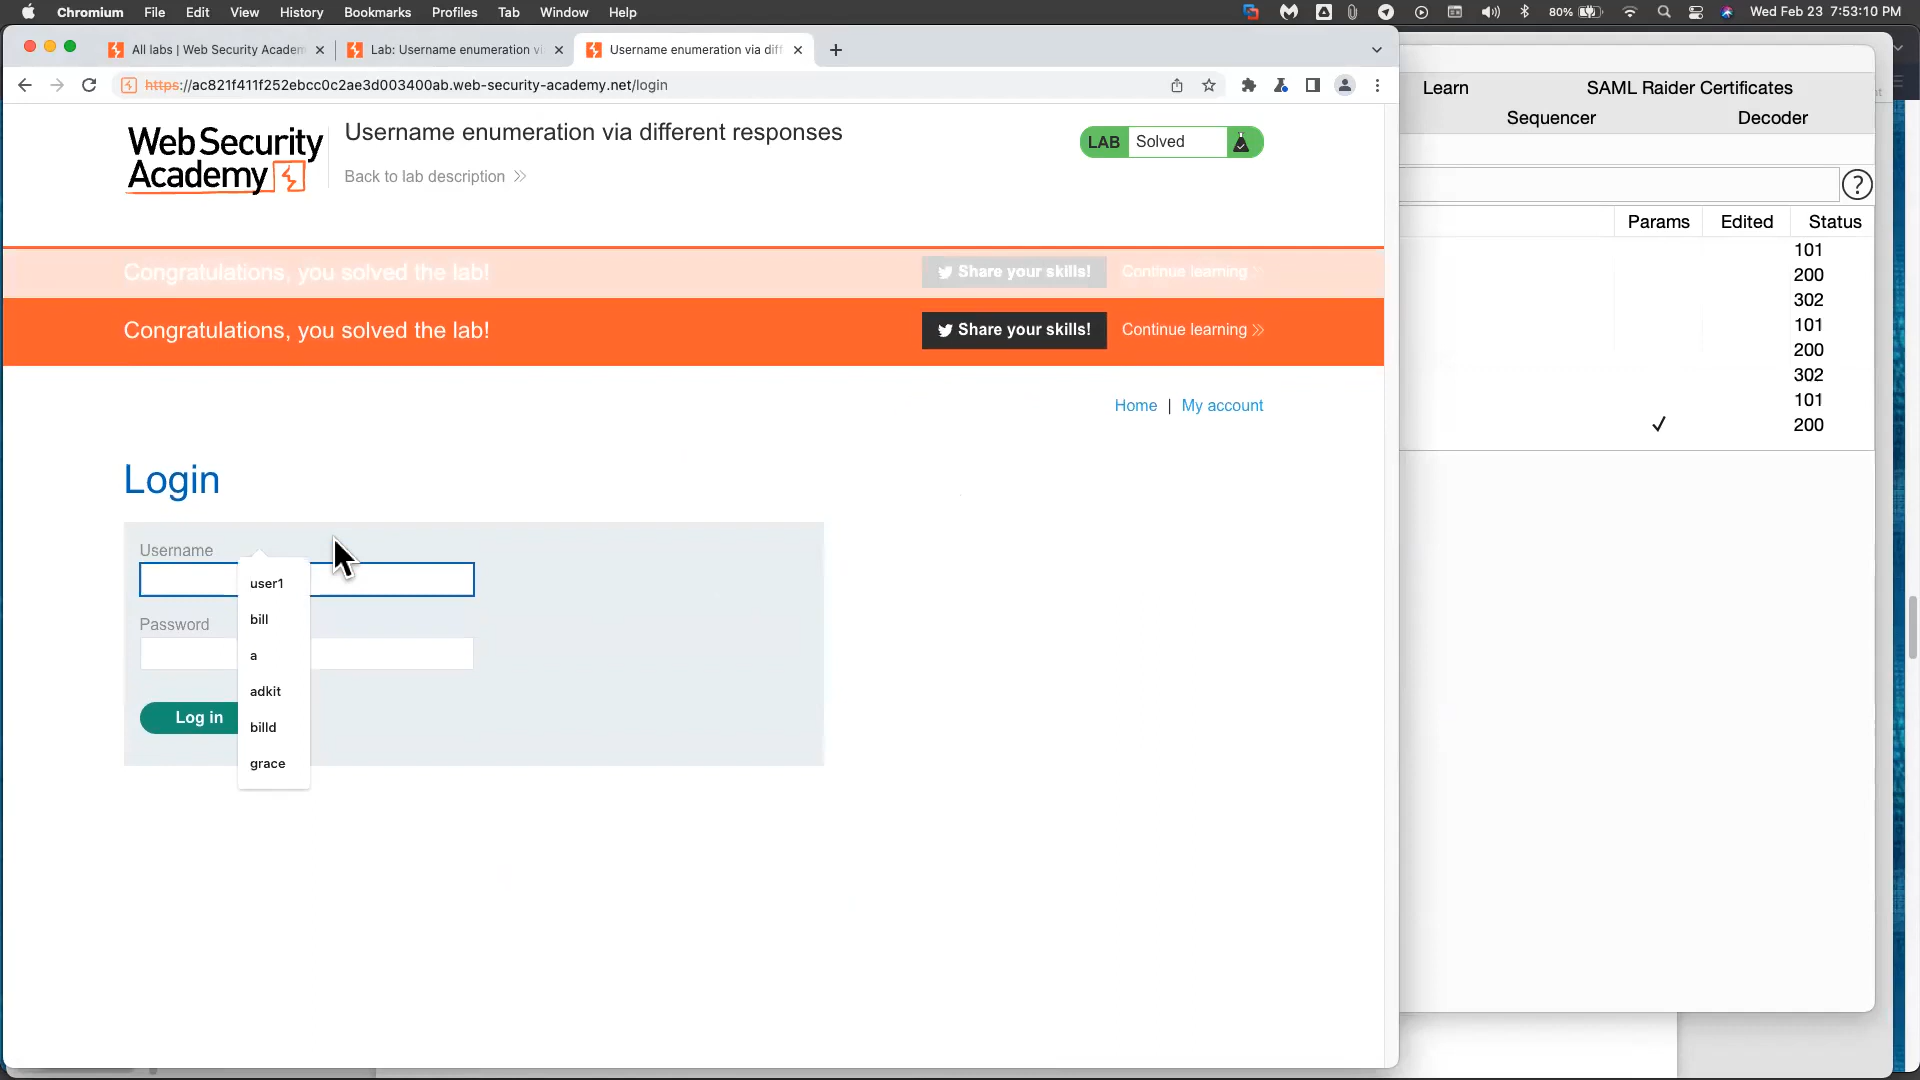 Chromium File Edit View History Bookmarks Profiles Tab Window Help 80% Wed Feb 23 7:53:10 PM
All labs | Web Security Academ
Lab: Username enumeration vi
Username enumeration via diff
https://ac821f411f252ebcc0c2ae3d003400ab.web-security-academy.net/login
Web Security
Academy
Username enumeration via different responses
Back to lab description
LAB Solved
Congratulations, you solved the lab!
Share your skills!
Continue learning
Congratulations, you solved the lab!
Share your skills!
Continue learning
Home | My account
Login
Username
user1
bill
Password
a
adkit
Log in
billd
grace
Learn SAML Raider Certificates
Sequencer Decoder
?
Params Edited Status
101
200
302
101
200
302
101
200